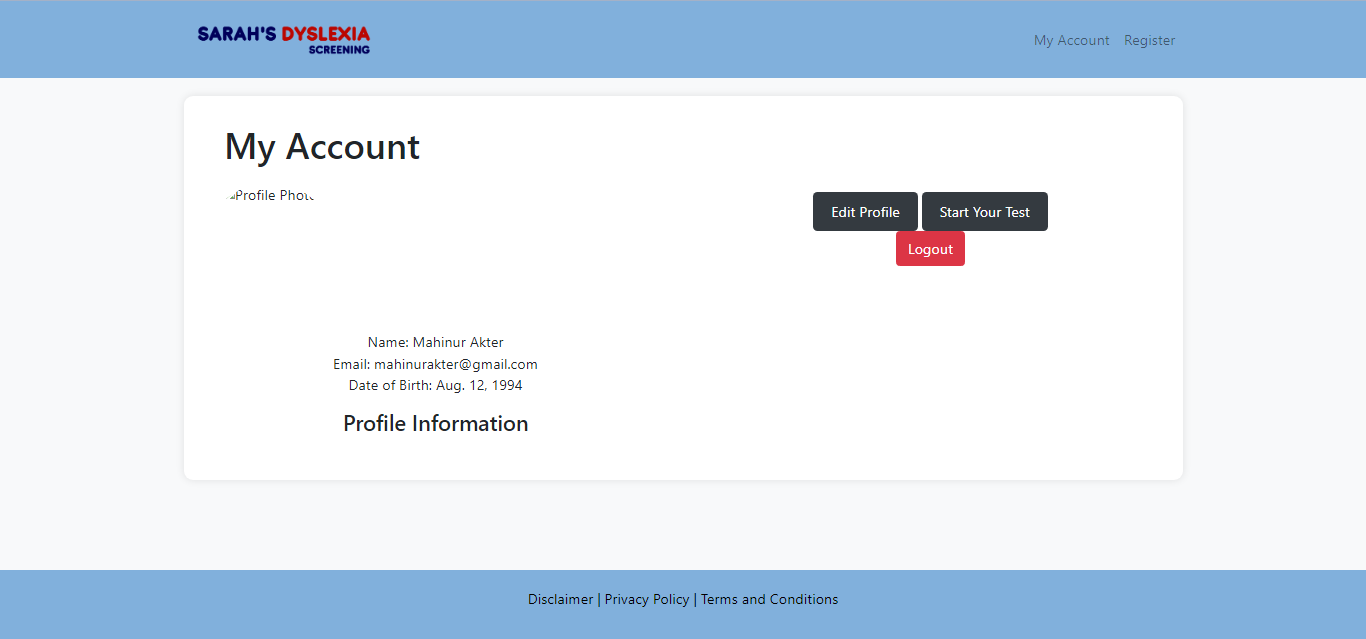 SARAH'S DYSLEXIA
SCREENING
My Account Register
My Account
Profile Photo
Edit Profile Start Your Test
Logout
Name: Mahinur Akter
Email: mahinurakter@gmail.com
Date of Birth: Aug. 12, 1994
Profile Information
Disclaimer | Privacy Policy | Terms and Conditions